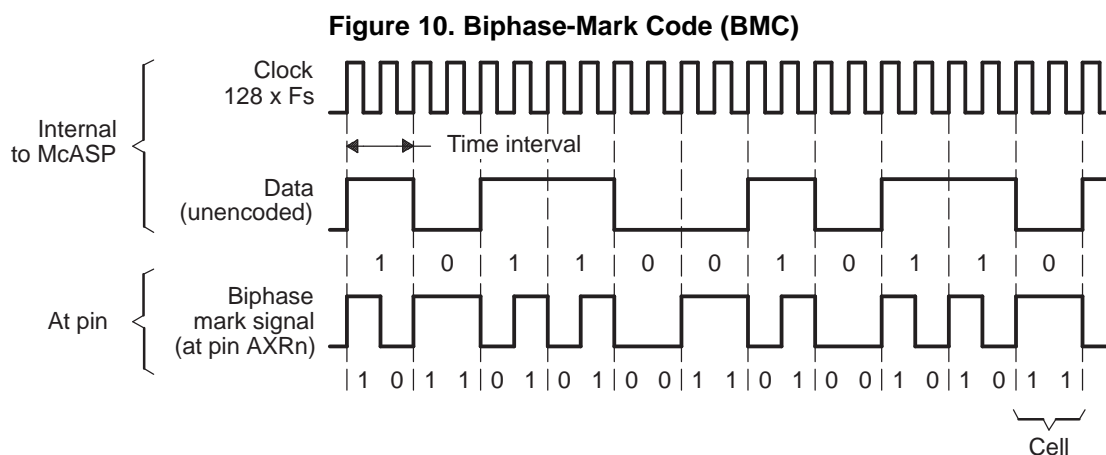 Figure 10. Biphase-Mark Code (BMC)
Clock
128 x Fs
Internal
to McASP
Time interval
Data
(unencoded)
1 0 1 1 0 0 1 0 1 1 0
At pin
Biphase
mark signal
(at pin AXRn)
1 0 1 1 0 1 0 1 0 0 1 1 0 1 0 0 1 0 1 0 1 1
Cell